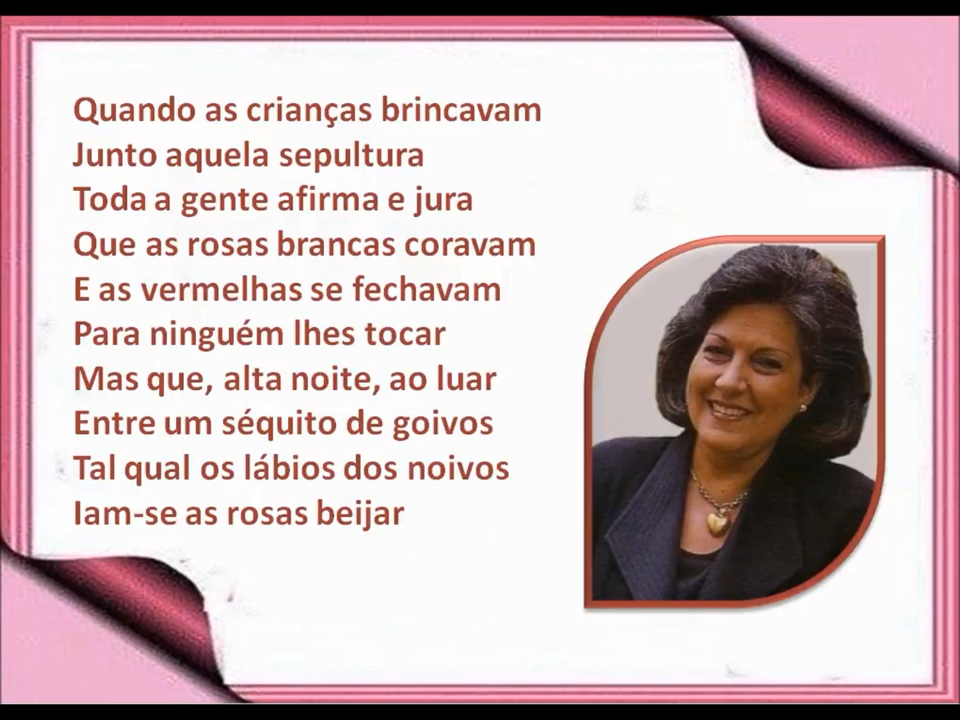 Quando as crianças brincavam
Junto aquela sepultura
Toda a gente afirma e jura
Que as rosas brancas coravam
E as vermelhas se fechavam
Para ninguém lhes tocar
Mas que, alta noite, ao luar
Entre um séquito de goivos
Tal qual os lábios dos noivos
Iam-se as rosas beijar